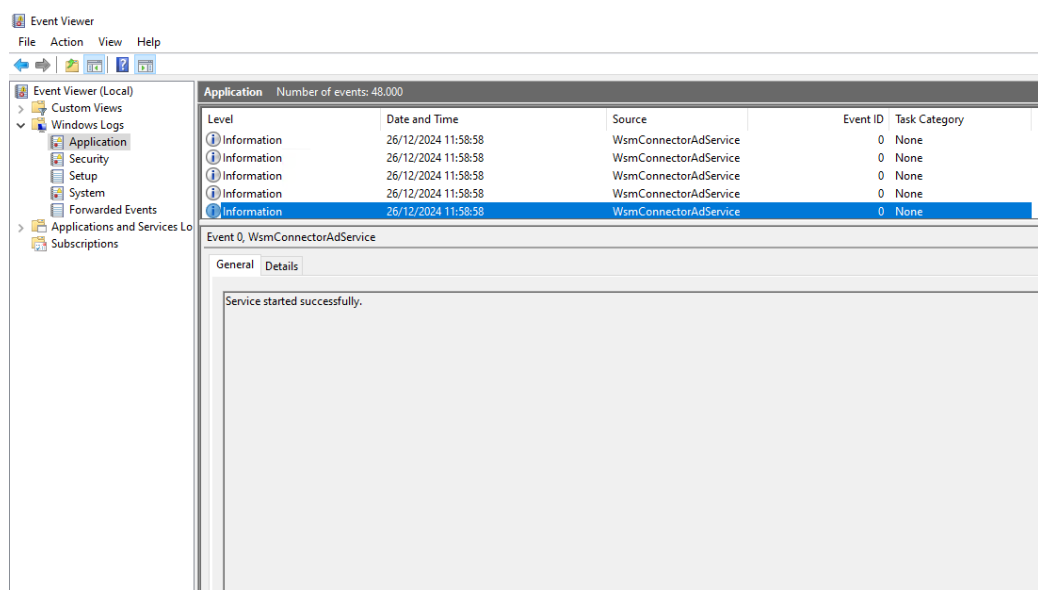 Event Viewer
File Action View Help
Event Viewer (Local)
Custom Views
Windows Logs
Application
Security
Setup
System
Forwarded Events
Applications and Services Lo
Subscriptions
Application Number of events: 48.000
Level Date and Time Source Event ID Task Category
Information 26/12/2024 11:58:58 WsmConnectorAdService 0 None
Information 26/12/2024 11:58:58 WsmConnectorAdService 0 None
Information 26/12/2024 11:58:58 WsmConnectorAdService 0 None
Information 26/12/2024 11:58:58 WsmConnectorAdService 0 None
Information 26/12/2024 11:58:58 WsmConnectorAdService 0 None
Event 0, WsmConnectorAdService
General Details
Service started successfully.